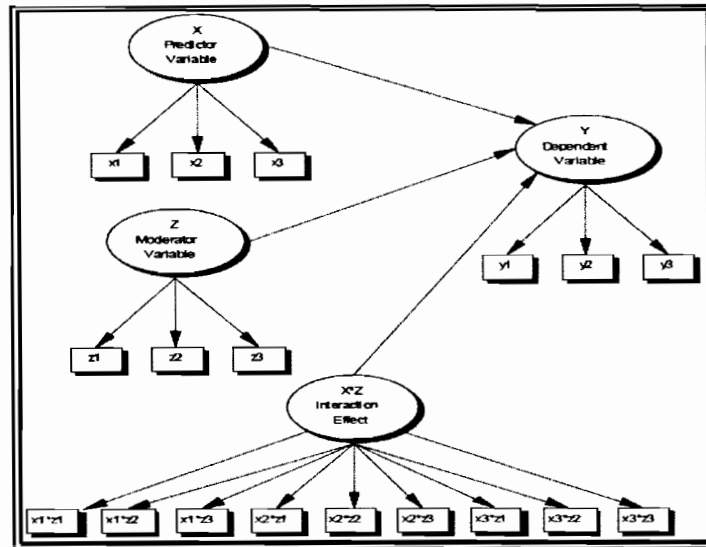 X
Predictor
Variable
x1
x2
x3
Y
Dependent
Variable
Z
Moderator
Variable
y1
y2
y3
z1
z2
z3
X*Z
Interaction
Effect
x1*z1
x1*z2
x1*z3
x2*z1
x2*z2
x2*z3
x3*z1
x3*z2
x3*z3